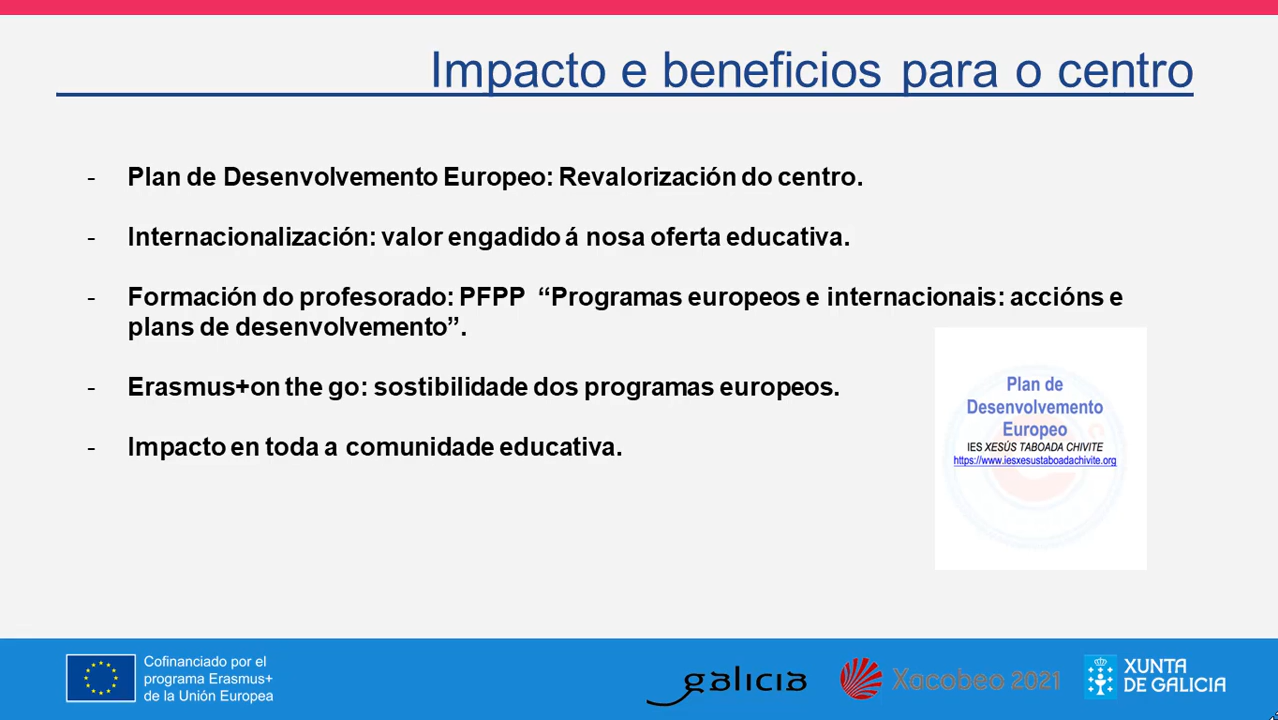 Impacto e beneficios para o centro
- Plan de Desenvolvemento Europeo: Revalorización do centro.
- Internacionalización: valor engadido á nosa oferta educativa.
- Formación do profesorado: PFPP “Programas europeos e internacionais: accións e
plans de desenvolvemento”.
- Erasmus+on the go: sostibilidade dos programas europeos.
- Impacto en toda a comunidade educativa.
Plan de
Desenvolvemento
Europeo
IES XESÚS TABOADA CHIVITE
https://www.iesxesustaboadachivite.org
Cofinanciado por el
programa Erasmus+
de la Unión Europea
galicia
Xacobeo 2021
XUNTA
DE GALICIA